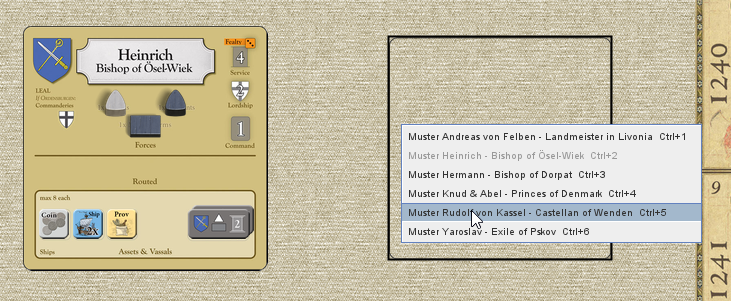 Heinrich
Bishop of Ösel-Wiek
Fealty
4
Service
LEAL
Commanderies
2
Lordship
1
Command
Forces
Routed
max 8 each
Coin
Ship
2X
Prov
2
Ships
Assets & Vassals
Muster Andreas von Felben - Landmeister in Livonia Ctrl+1
Muster Heinrich - Bishop of Ösel-Wiek Ctrl+2
Muster Hermann - Bishop of Dorpat Ctrl+3
Muster Knud & Abel - Princes of Denmark Ctrl+4
Muster Rudolf von Kassel - Castellan of Wenden Ctrl+5
Muster Yaroslav - Exile of Pskov Ctrl+6
1240
9
1241